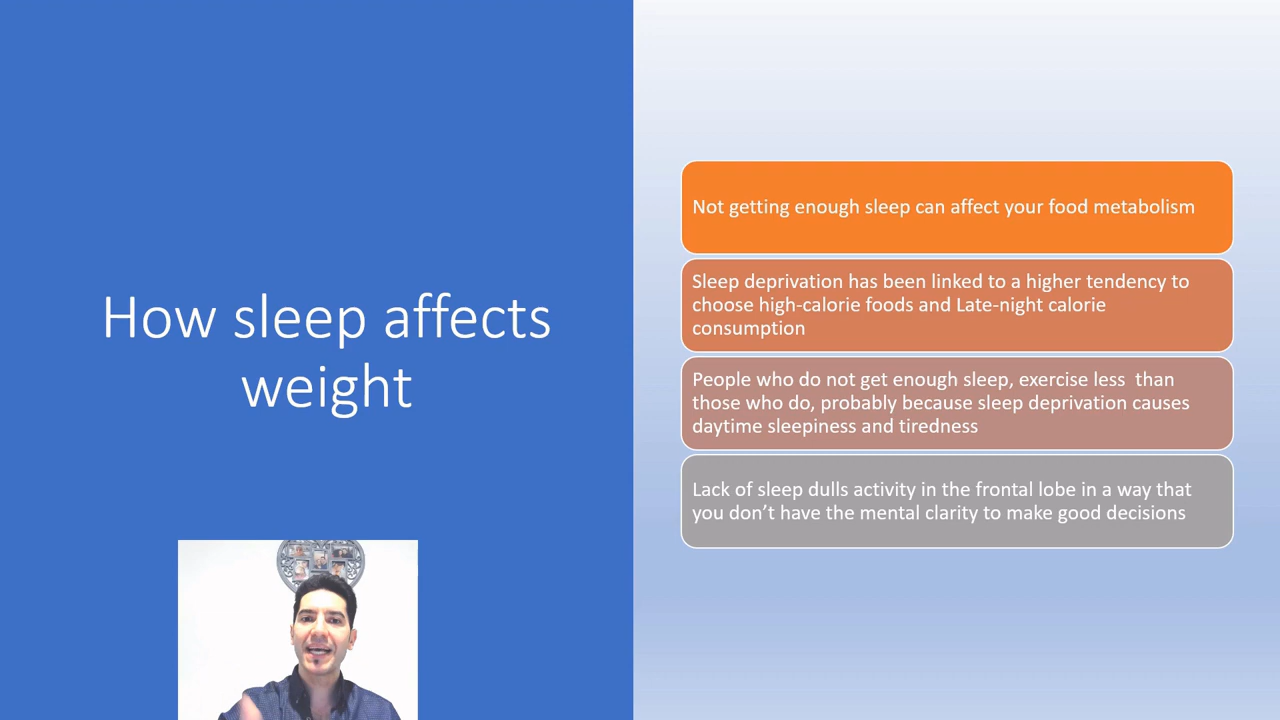 How sleep affects
weight
Not getting enough sleep can affect your food metabolism
Sleep deprivation has been linked to a higher tendency to
choose high-calorie foods and Late-night calorie
consumption
People who do not get enough sleep, exercise less  than
those who do, probably because sleep deprivation causes
daytime sleepiness and tiredness
Lack of sleep dulls activity in the frontal lobe in a way that
you don’t have the mental clarity to make good decisions